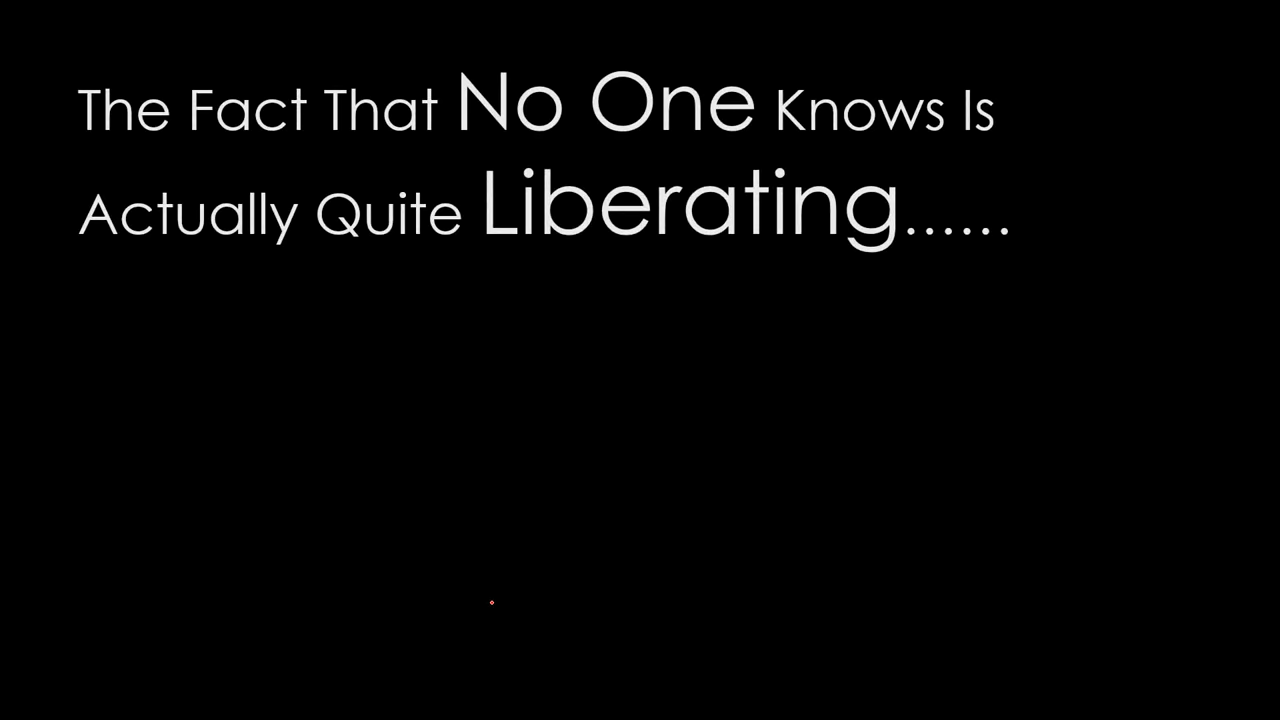 The Fact That No One Knows Is
Actually Quite Liberating......